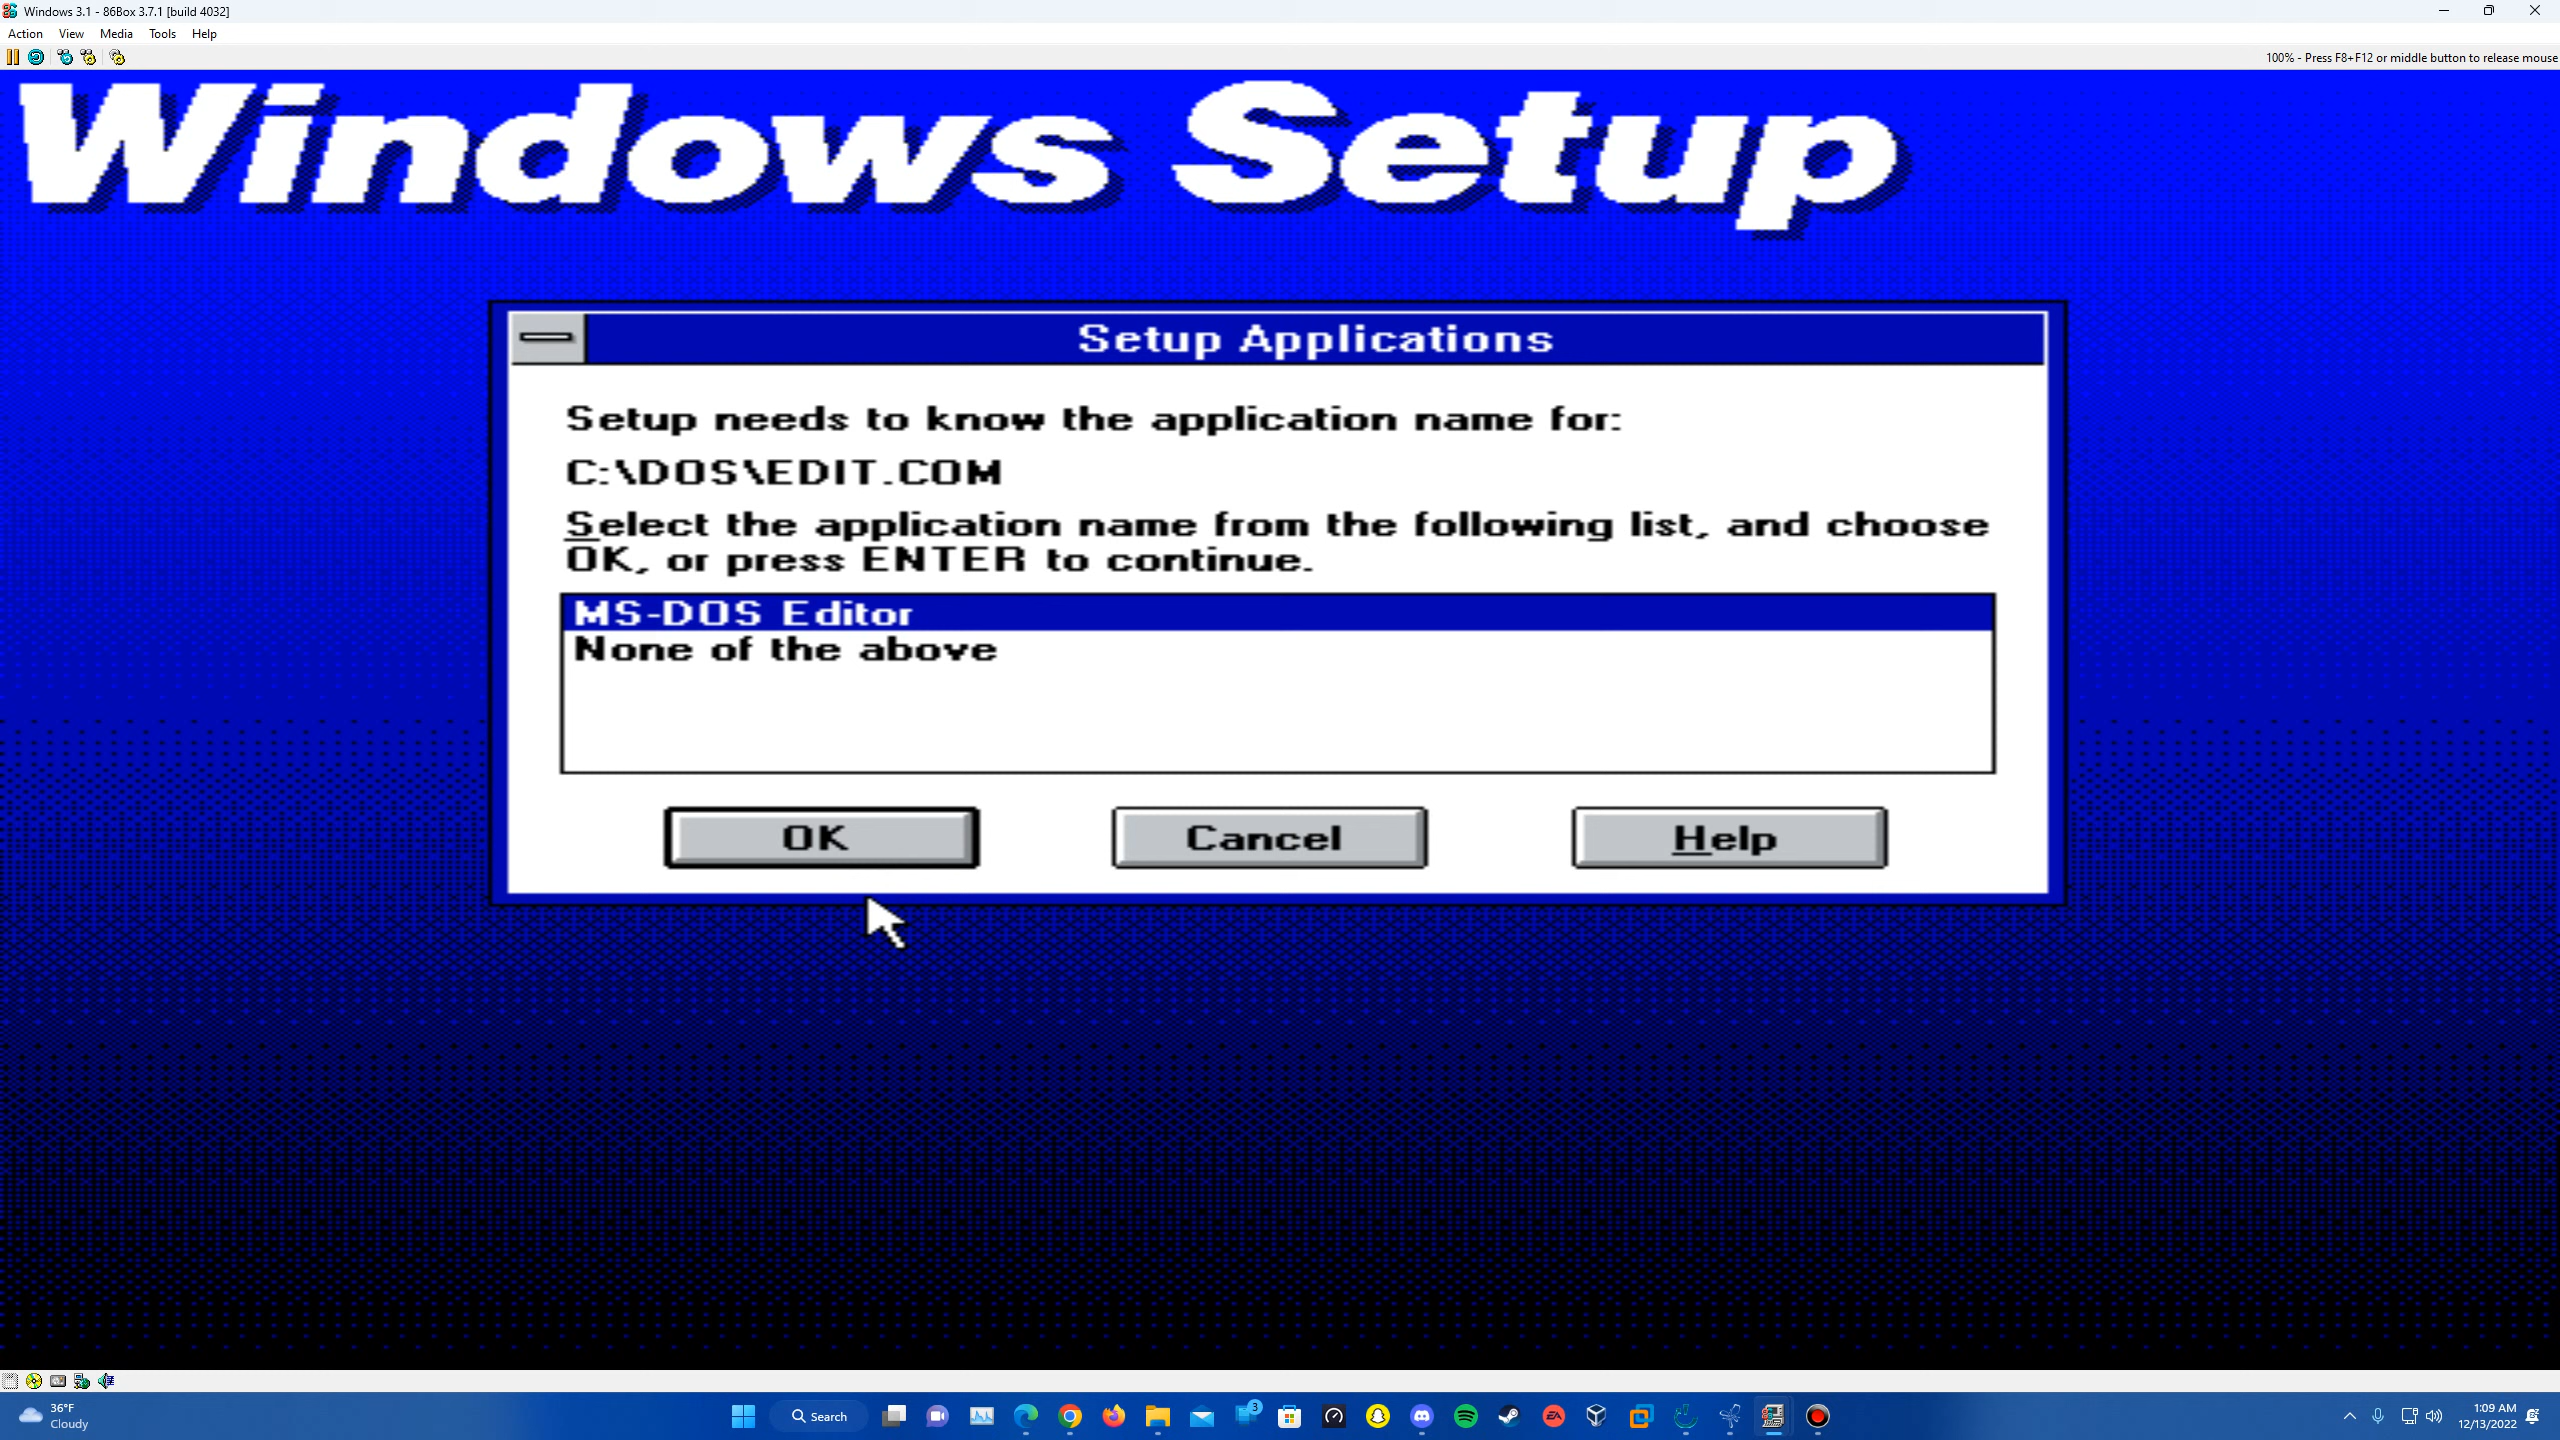 Windows 3.1 - 86Box 3.7.1 [build 4032]
Action View Media Tools Help
100% - Press F8+F12 or middle button to release mouse
Windows Setup
Setup Applications
Setup needs to know the application name for:
C:\DOS\EDIT.COM
Select the application name from the following list, and choose
OK, or press ENTER to continue.
MS-DOS Editor
None of the above
OK Cancel Help
36°F
Cloudy
Search
3
EA
1:09 AM
12/13/2022